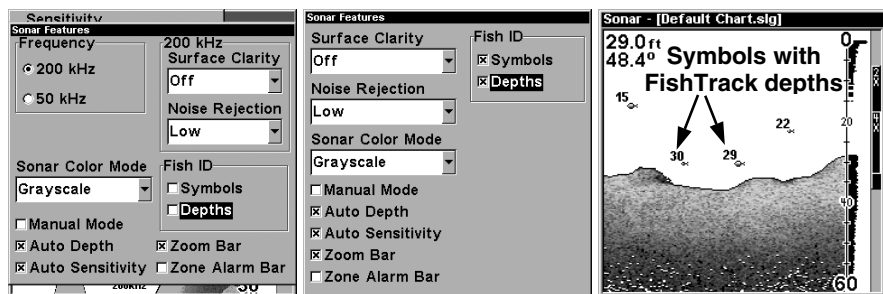 Sensitivity
Sonar Features
Frequency
200 kHz
50 kHz
200 kHz
Surface Clarity
Off
Noise Rejection
Low
Sonar Color Mode
Grayscale
Fish ID
Symbols
Depths
Manual Mode
Auto Depth
Zoom Bar
Auto Sensitivity
Zone Alarm Bar
200kHz
Sonar Features
Surface Clarity
Off
Fish ID
Symbols
Depths
Noise Rejection
Low
Sonar Color Mode
Grayscale
Manual Mode
Auto Depth
Auto Sensitivity
Zoom Bar
Zone Alarm Bar
Sonar - [Default Chart.slg]
29.0ft
48.4º
Symbols with
FishTrack depths
0
2X
4X
15
20
22
30
29
40
60